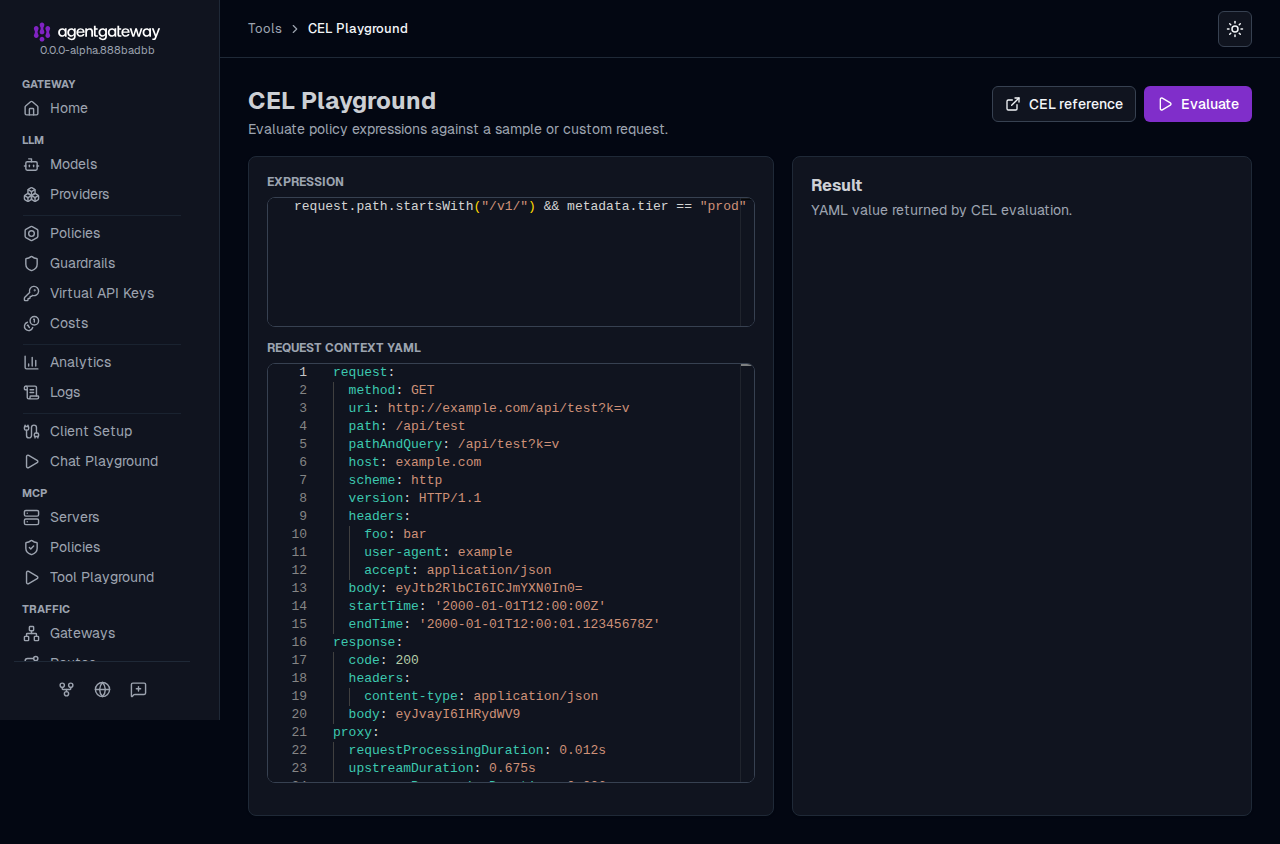 agentgateway
0.0.0-alpha.888badbb
GATEWAY
Home
LLM
Models
Providers
Policies
Guardrails
Virtual API Keys
Costs
Analytics
Logs
Client Setup
Chat Playground
MCP
Servers
Policies
Tool Playground
TRAFFIC
Gateways
Tools > CEL Playground
CEL Playground
Evaluate policy expressions against a sample or custom request.
CEL reference
Evaluate
EXPRESSION
request.path.startsWith("/v1/") && metadata.tier == "prod"
REQUEST CONTEXT YAML
1 request:
2 method: GET
3 uri: http://example.com/api/test?k=v
4 path: /api/test
5 pathAndQuery: /api/test?k=v
6 host: example.com
7 scheme: http
8 version: HTTP/1.1
9 headers:
10 foo: bar
11 user-agent: example
12 accept: application/json
13 body: eyJtb2RlbCI6ICJmYXN0In0=
14 startTime: '2000-01-01T12:00:00Z'
15 endTime: '2000-01-01T12:00:01.12345678Z'
16 response:
17 code: 200
18 headers:
19 content-type: application/json
20 body: eyJvayI6IHRydWV9
21 proxy:
22 requestProcessingDuration: 0.012s
23 upstreamDuration: 0.675s
Result
YAML value returned by CEL evaluation.